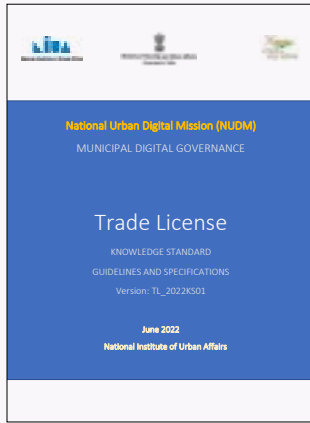 National Urban Digital Mission (NUDM)
MUNICIPAL DIGITAL GOVERNANCE
Trade License
KNOWLEDGE STANDARD
GUIDELINES AND SPECIFICATIONS
Version: TL_2022KS01
June 2022
National Institute of Urban Affairs